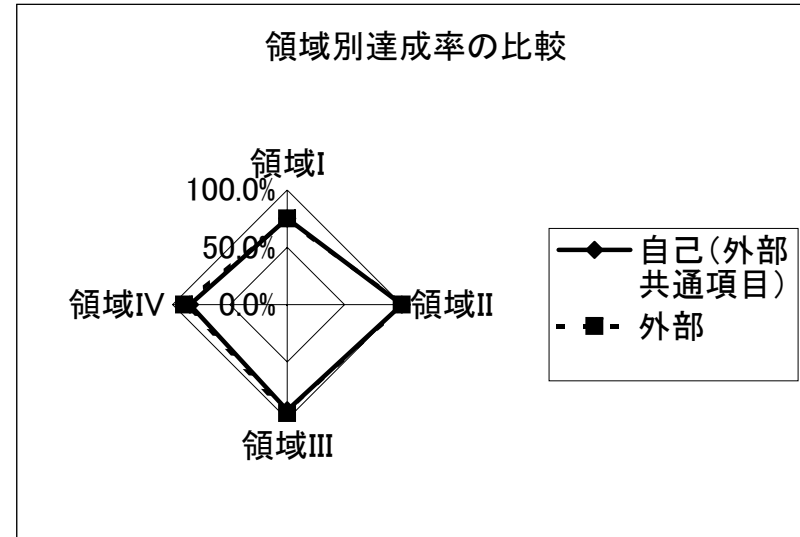 領域別達成率の比較
領域I
100.0%
50.0%
領域IV
0.0%
領域II
領域III
自己（外部
共通項目）
外部